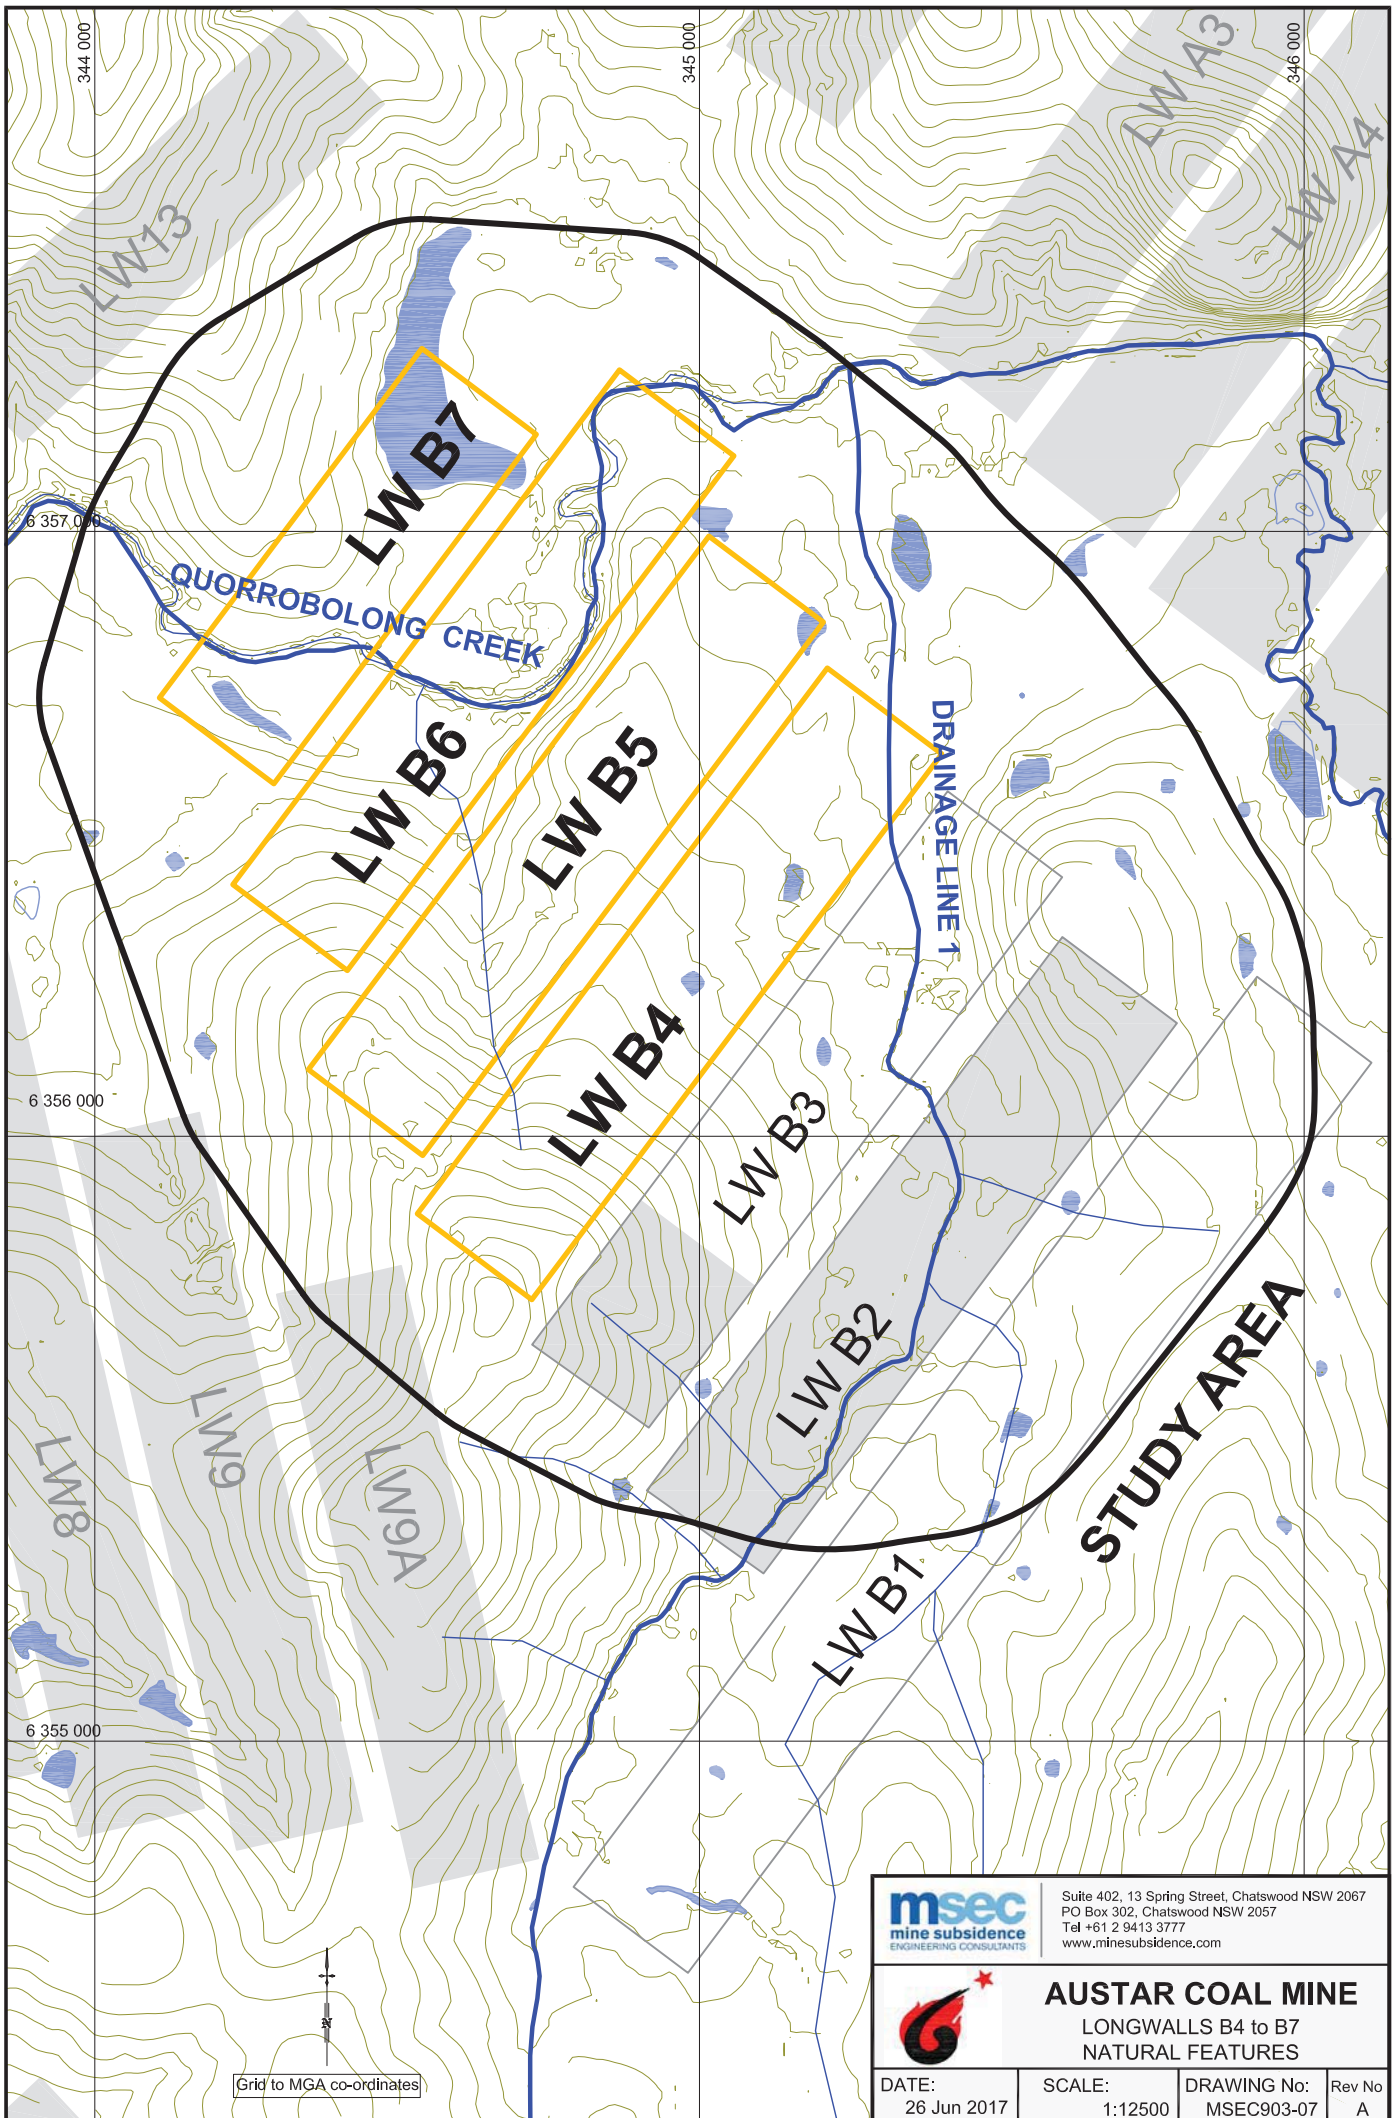 344 000
345 000
346 000
LW A3
LW A4
LW13
LW B7
6 357 000
QUORROBOLONG CREEK
LW B6
LW B5
DRAINAGE LINE 1
LW B4
6 356 000
LW B3
LW B2
STUDY AREA
LW8
LW9
LW9A
LW B1
6 355 000
N
Grid to MGA co-ordinates
msec
mine subsidence
ENGINEERING CONSULTANTS
Suite 402, 13 Spring Street, Chatswood NSW 2067
PO Box 302, Chatswood NSW 2057
Tel +61 2 9413 3777
www.minesubsidence.com
AUSTAR COAL MINE
LONGWALLS B4 to B7
NATURAL FEATURES
DATE:
26 Jun 2017
SCALE:
1:12500
DRAWING No:
MSEC903-07
Rev No
A